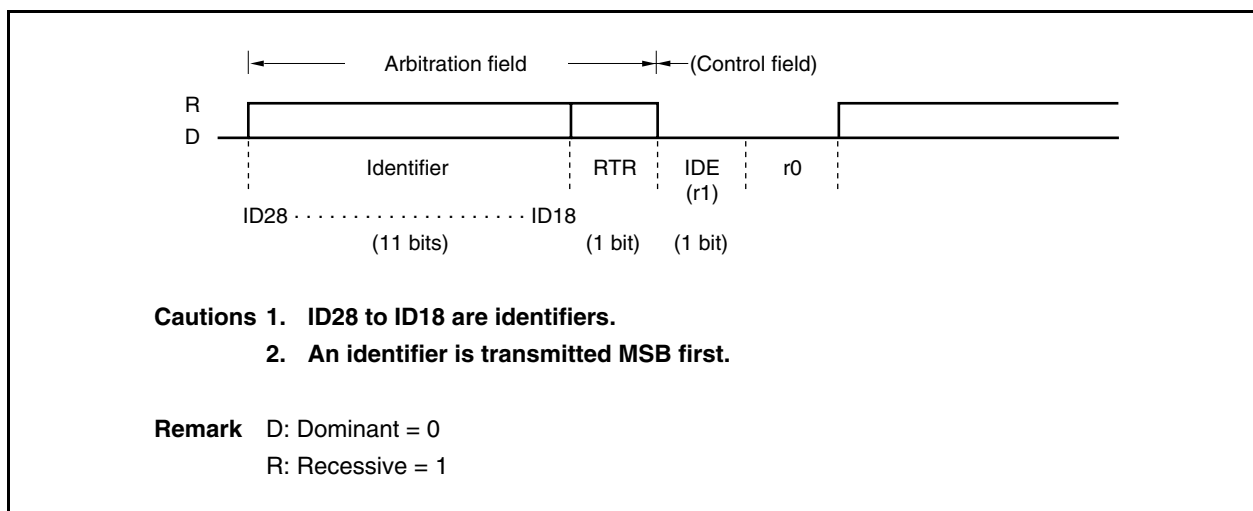 Arbitration field (Control field)
R
D
Identifier RTR IDE r0
(r1)
ID28 · · · · · · · · · · · · · · · · · · · · ID18
(11 bits) (1 bit) (1 bit)
Cautions 1. ID28 to ID18 are identifiers.
2. An identifier is transmitted MSB first.
Remark D: Dominant = 0
R: Recessive = 1